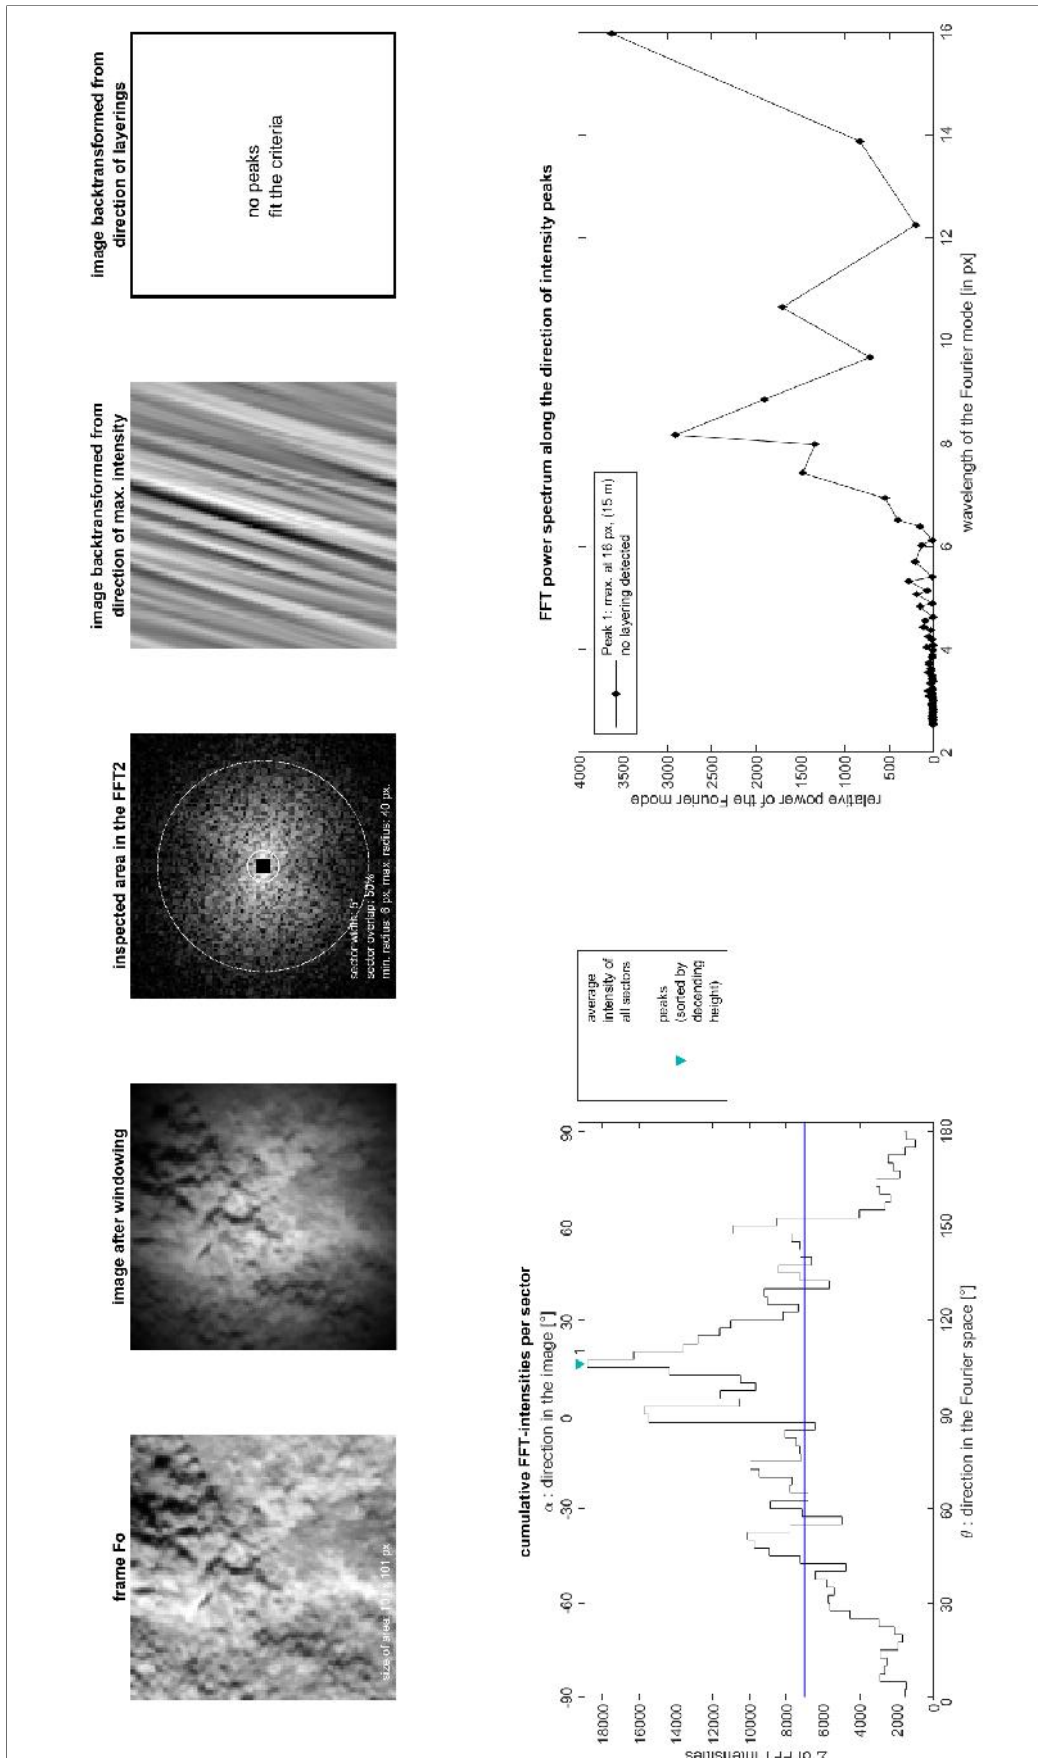 frame Fo
size of area: 101 x 101 px
image after windowing
inspected area in the FFT2
sector width: 5°
sector overlap: 50%
min. radius: 6 px, max. radius: 40 px.
image backtransformed from
direction of max. intensity
image backtransformed from
direction of layerings
no peaks
fit the criteria
cumulative FFT-intensities per sector
α : direction in the image [°]
-90 -60 -30 0 30 60 90
18000
16000
14000
12000
10000
8000
6000
4000
2000
Σ of FFT intensities
1
0 30 60 90 120 150 180
θ : direction in the Fourier space [°]
average
intensity of
all sectors
peaks
(sorted by
decending
height)
FFT power spectrum along the direction of intensity peaks
4000
3500
3000
2500
2000
1500
1000
500
0
relative power of the Fourier mode
Peak 1: max. at 16 px, (15 m)
no layering detected
2 4 6 8 10 12 14 16
wavelength of the Fourier mode [in px]